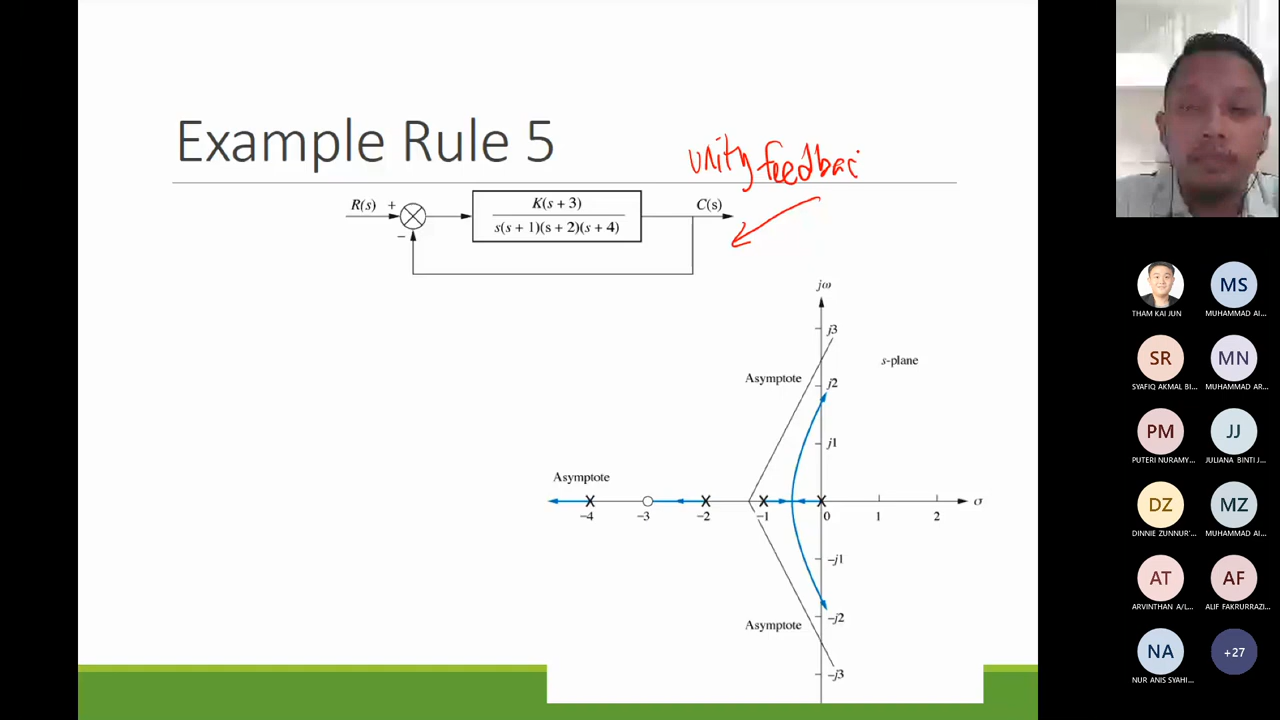 Example Rule 5
unity feedbac
R(s) +
−
K(s + 3)
s(s + 1)(s + 2)(s + 4)
C(s)
jω
j3
s-plane
Asymptote
j2
j1
Asymptote
σ
−4 −3 −2 −1 0 1 2
−j1
−j2
Asymptote
−j3
THAM KAI JUN
MS
MUHAMMAD AI...
SR
SYAFIQ AKMAL BI...
MN
MUHAMMAD AR...
PM
PUTERI NURAMY...
JJ
JULIANA BINTI J...
DZ
DINNIE ZUNNUR'...
MZ
MUHAMMAD AI...
AT
ARVINTHAN A/L...
AF
ALIF FAKRURRAZI...
NA
NUR ANIS SYAHI...
+27